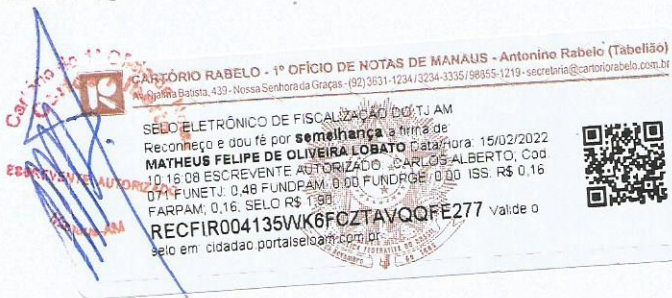 CARTÓRIO RABELO - 1º OFÍCIO DE NOTAS DE MANAUS - Antonino Rabelo (Tabelião)
Av. Djalma Batista, 439 - Nossa Senhora da Graças - (92) 3631-1234 / 3234-3335 / 98855-1219 - secretaria@cartoriorabelo.com.br
SELO ELETRÔNICO DE FISCALIZAÇÃO DO TJ AM
Reconheço e dou fé por semelhança a firma de:
MATHEUS FELIPE DE OLIVEIRA LOBATO Data/Hora: 15/02/2022
10:16:08 ESCREVENTE AUTORIZADO CARLOS ALBERTO, Cod.
071 FUNETJ: 0,48 FUNDPAM: 0,00 FUNDRGE: 0,00 ISS: R$ 0,16
FARPAM: 0,16, SELO R$ 1,90
RECFIR004135WK6FCZTAVQQFE277 Valide o
selo em: cidadao.portalseloam.com.br
ESCREVENTE AUTORIZADO